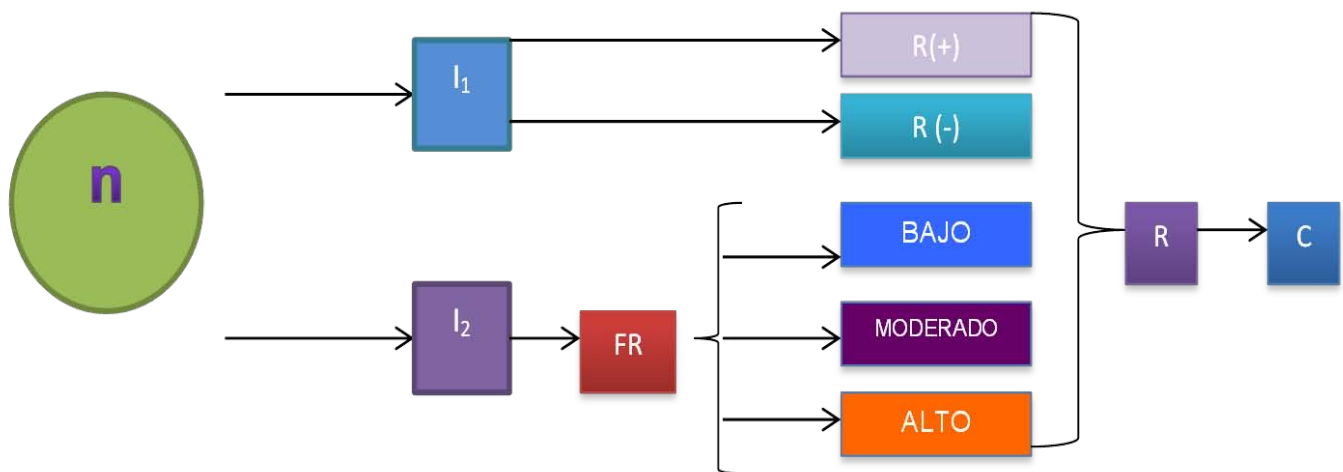 n
I₁
R(+)
R (-)
I₂
FR
BAJO
MODERADO
ALTO
R
C